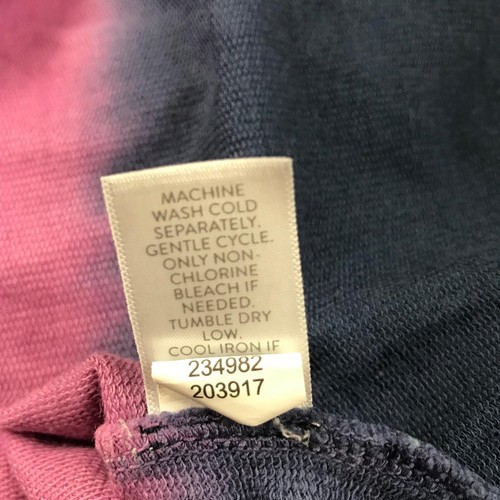 MACHINE
WASH COLD
SEPARATELY.
GENTLE CYCLE.
ONLY NON-
CHLORINE
BLEACH IF
NEEDED.
TUMBLE DRY
LOW.
COOL IRON IF
234982
203917